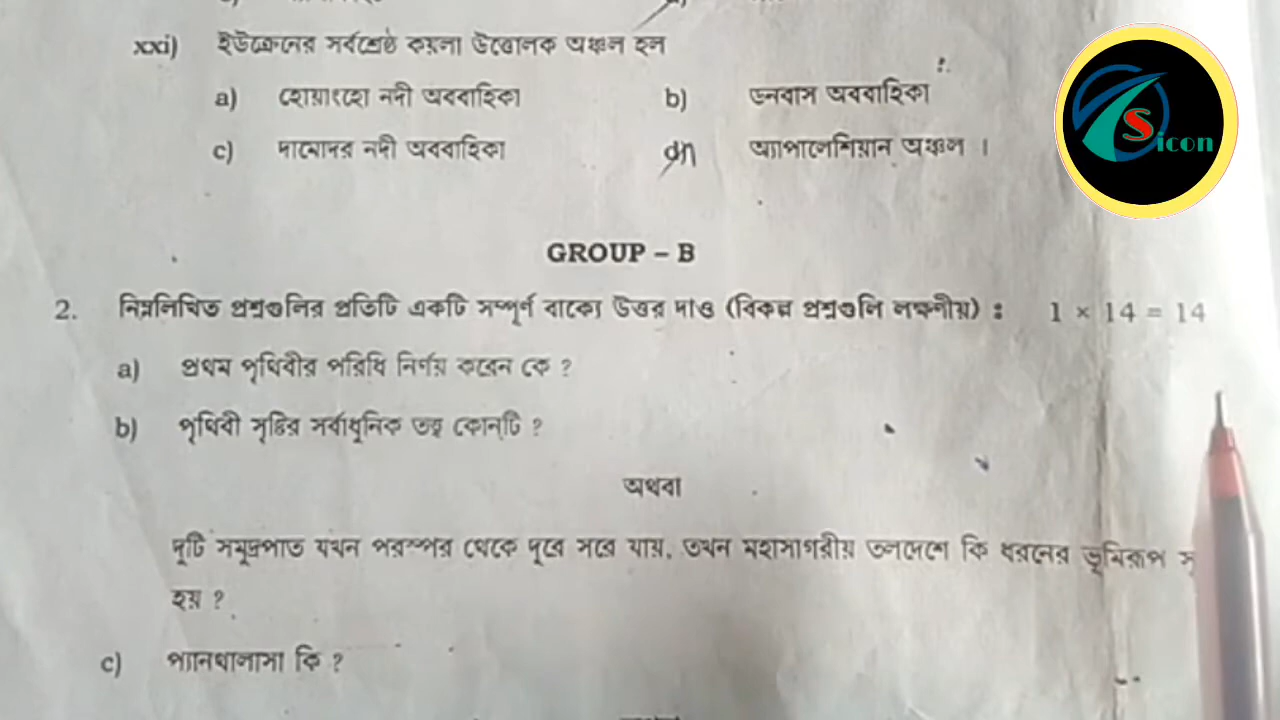 xxi) ইউক্রেনের সর্বশ্রেষ্ঠ কয়লা উত্তোলক অঞ্চল হল
a) হোয়াংহো নদী অববাহিকা b) ডনবাস অববাহিকা
c) দামোদর নদী অববাহিকা d) অ্যাপালেশিয়ান অঞ্চল ।
Sicon
GROUP – B
2. নিম্নলিখিত প্রশ্নগুলির প্রতিটি একটি সম্পূর্ণ বাক্যে উত্তর দাও (বিকল্প প্রশ্নগুলি লক্ষণীয়) : 1 × 14 = 14
a) প্রথম পৃথিবীর পরিধি নির্ণয় করেন কে ?
b) পৃথিবী সৃষ্টির সর্বাধুনিক তত্ত্ব কোন্‌টি ?
অথবা
দুটি সমুদ্রপাত যখন পরস্পর থেকে দূরে সরে যায়, তখন মহাসাগরীয় তলদেশে কি ধরনের ভূমিরূপ
হয় ?
c) প্যানথালাসা কি ?